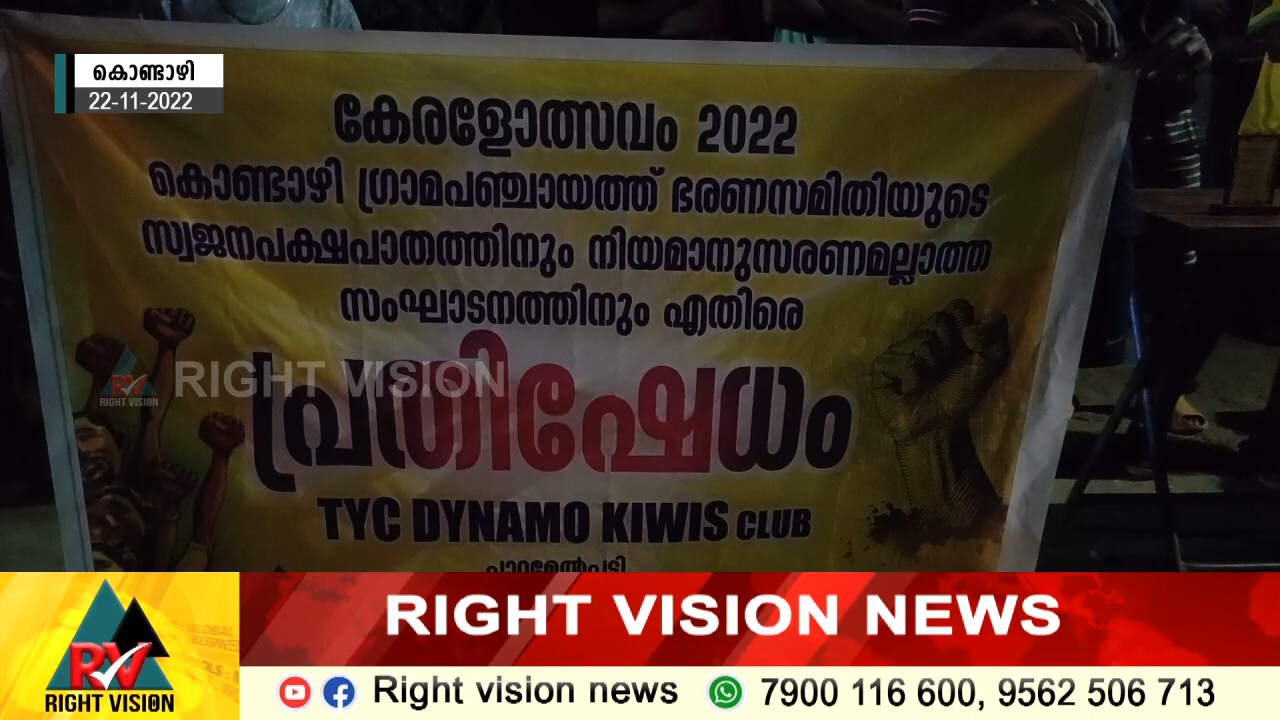 കൊണ്ടാഴി
22-11-2022
കേരളോത്സവം 2022
കൊണ്ടാഴി ഗ്രാമപഞ്ചായത്ത് ഭരണസമിതിയുടെ
സ്വജനപക്ഷപാതത്തിനും നിയമാനുസരണമല്ലാത്ത
സംഘാടനത്തിനും എതിരെ
പ്രതിഷേധം
RIGHT VISION
RV
RIGHT VISION
TYC DYNAMO KIWIS CLUB
RIGHT VISION NEWS
RV
RIGHT VISION
Right vision news
7900 116 600, 9562 506 713